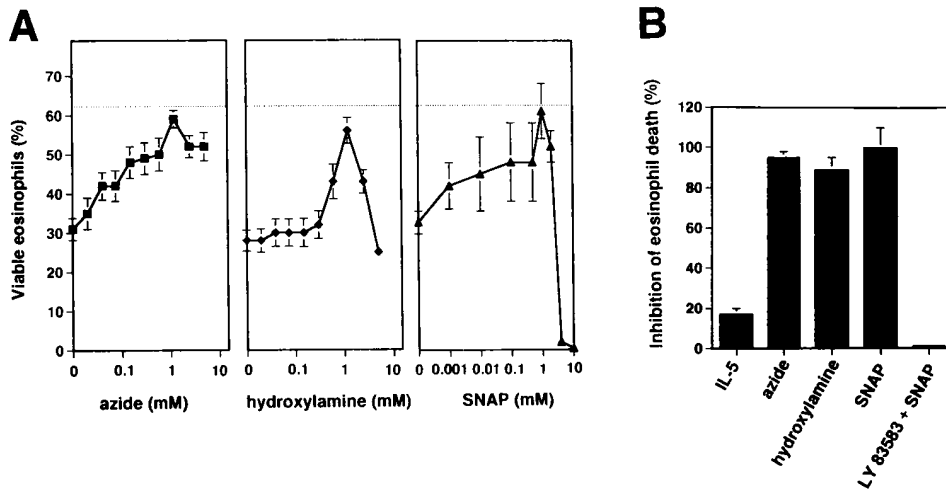 A
B
Viable eosinophils (%)
70
60
50
40
30
20
10
0
0 0.1 1 10
azide (mM)
0 0.1 1 10
hydroxylamine (mM)
0 0.001 0.01 0.1 1 10
SNAP (mM)
Inhibition of eosinophil death (%)
120
100
80
60
40
20
0
IL-5
azide
hydroxylamine
SNAP
LY 83583 + SNAP